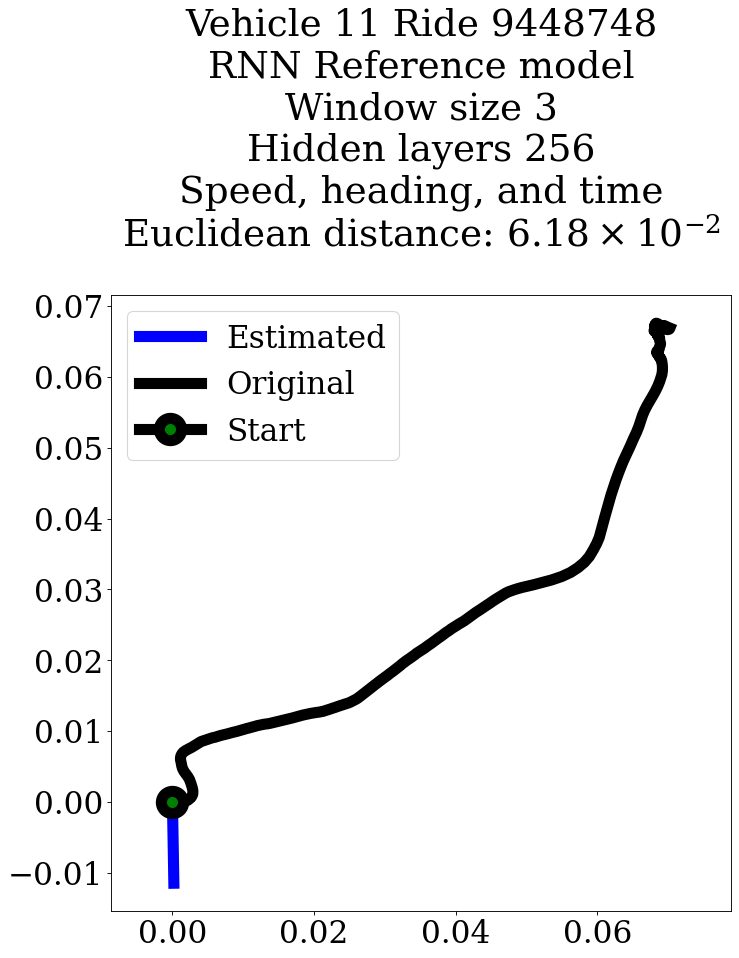 Vehicle 11 Ride 9448748
RNN Reference model
Window size 3
Hidden layers 256
Speed, heading, and time
Euclidean distance: 6.18 × 10⁻²
0.07
0.06
0.05
0.04
0.03
0.02
0.01
0.00
−0.01
Estimated
Original
Start
0.00 0.02 0.04 0.06